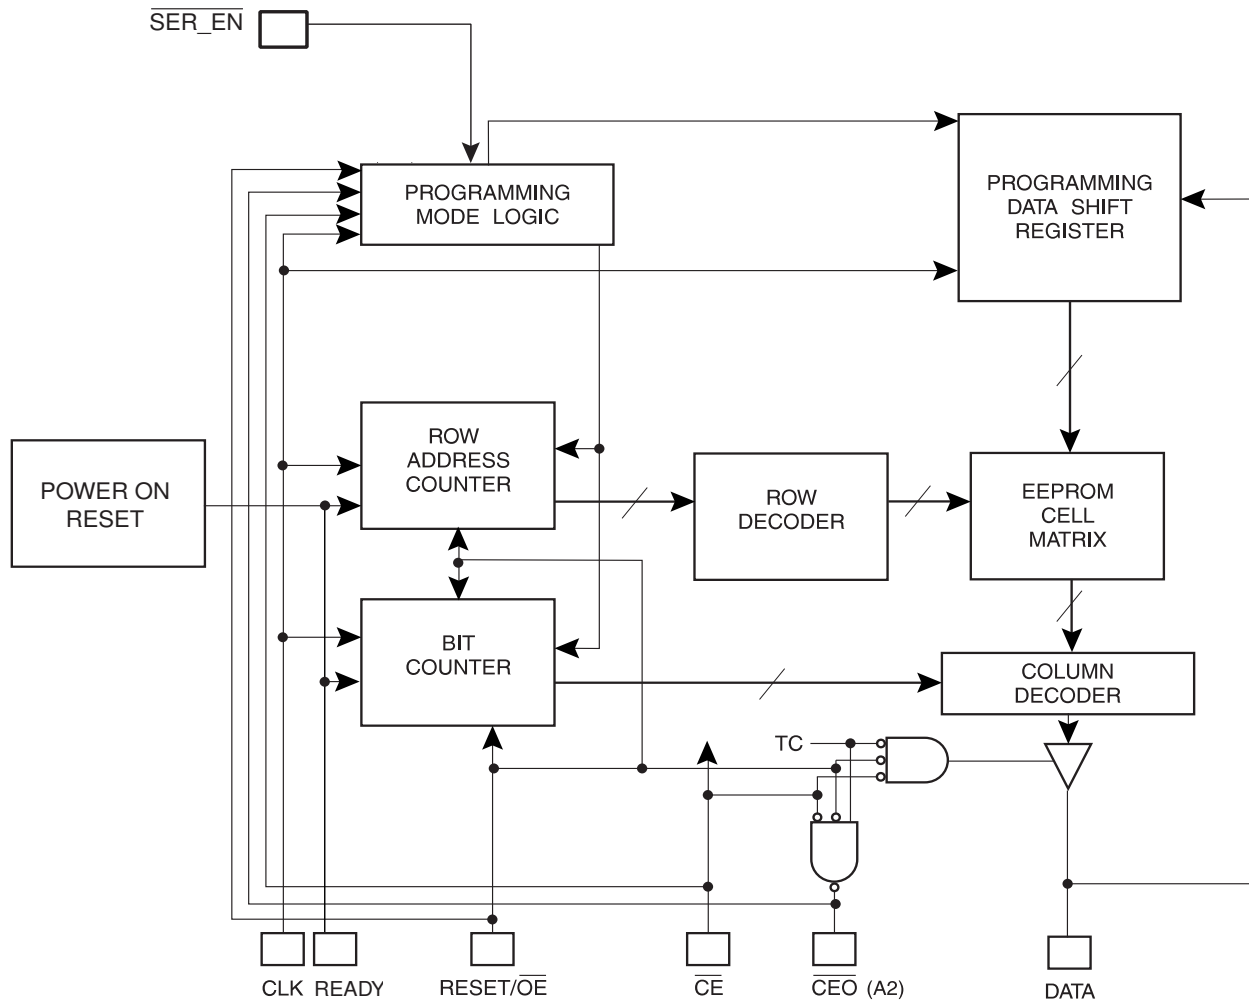 SER_EN
PROGRAMMING
MODE LOGIC
PROGRAMMING
DATA SHIFT
REGISTER
ROW
ADDRESS
COUNTER
POWER ON
RESET
ROW
DECODER
EEPROM
CELL
MATRIX
BIT
COUNTER
COLUMN
DECODER
TC
CLK
READY
RESET/OE
CE
CEO (A2)
DATA